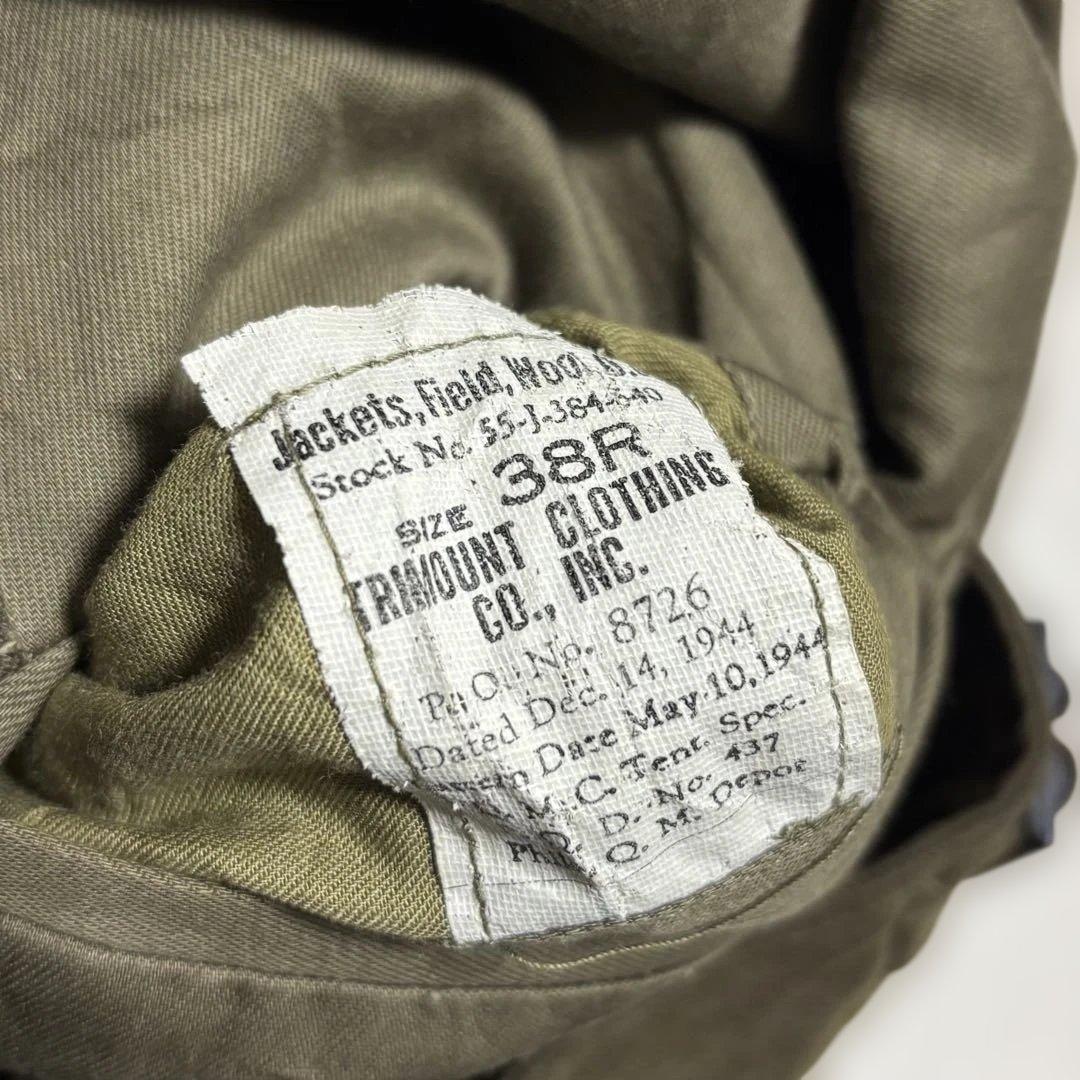 Jackets, Field, Wool,
Stock No. 55-J-384-540
SIZE 38R
TRIMOUNT CLOTHING
CO., INC.
P. O. No. 8726
Dated Dec. 14, 1944
Date May 10, 1944
M. C. Tent. Spec.
D. No. 437
Q. M. Depot